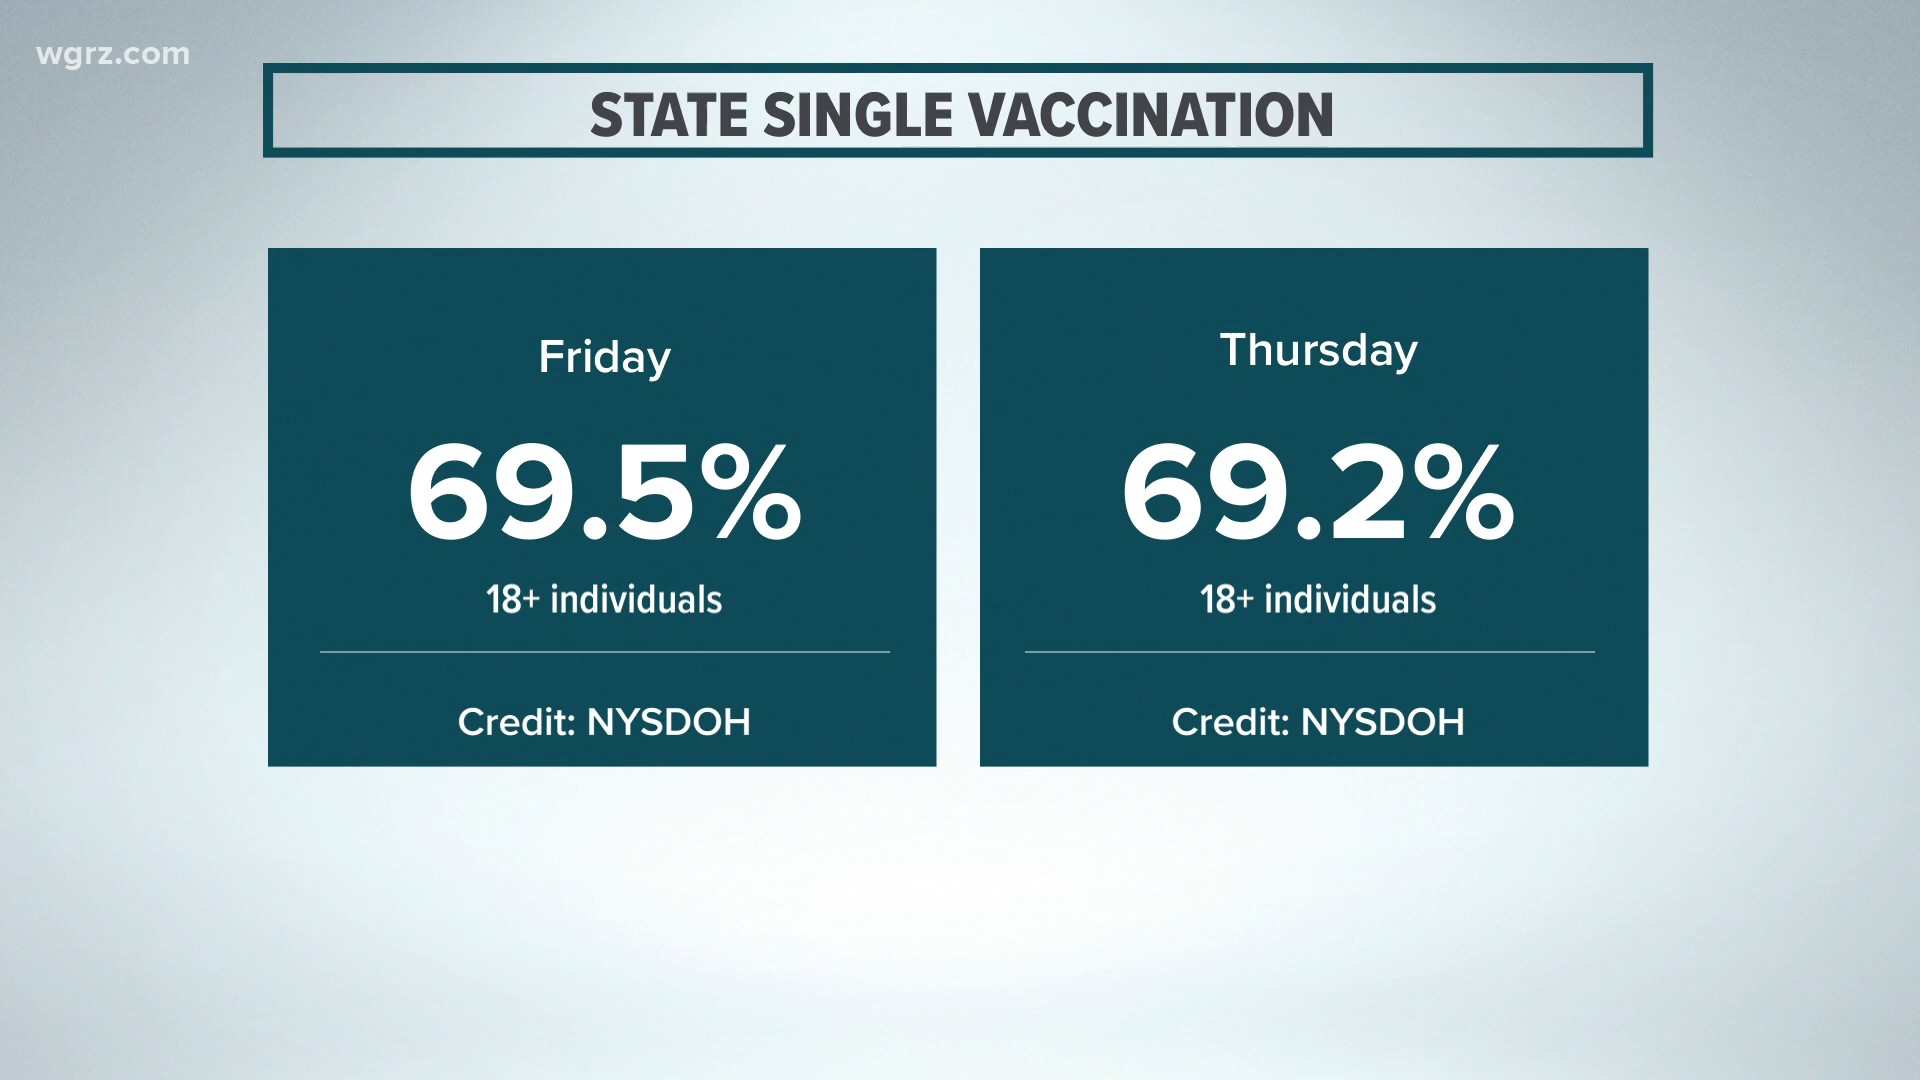 wgrz.com
STATE SINGLE VACCINATION
Friday
69.5%
18+ individuals
Credit: NYSDOH
Thursday
69.2%
18+ individuals
Credit: NYSDOH